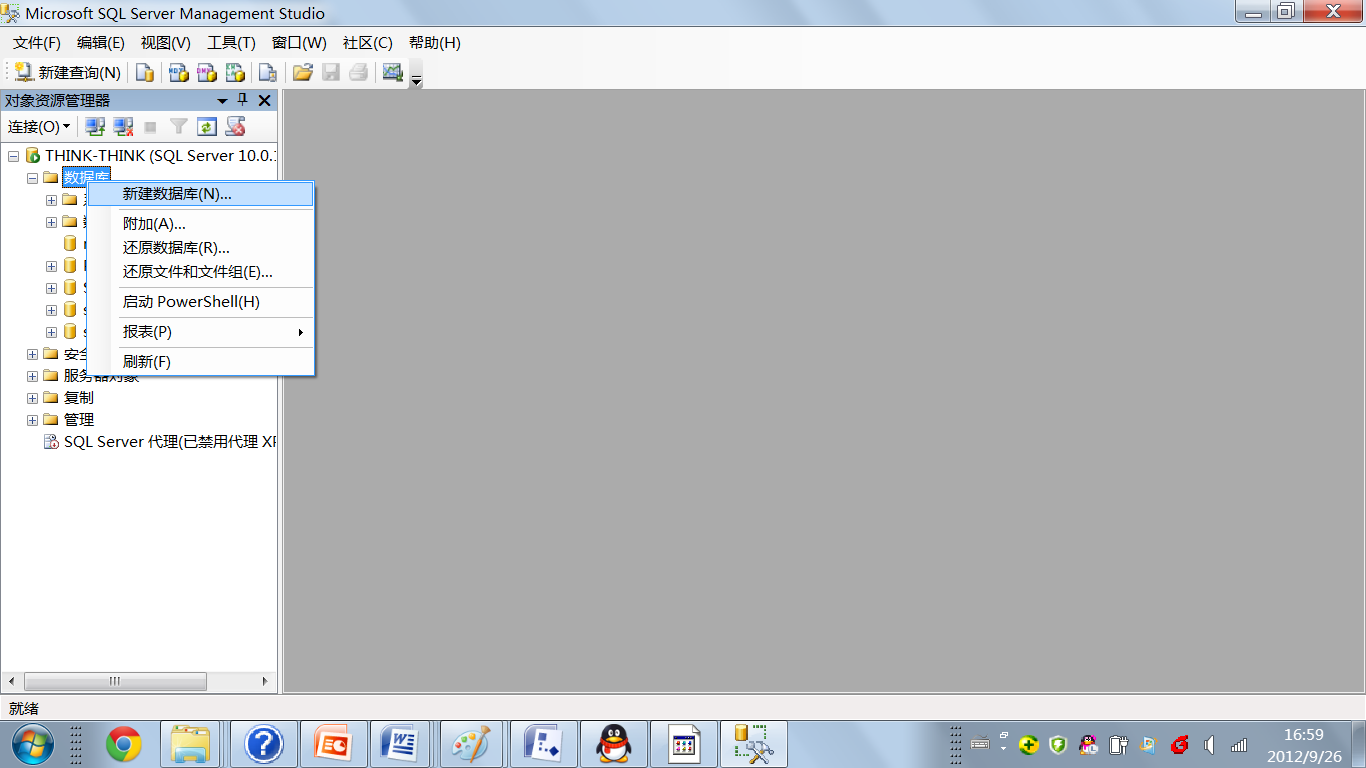 Microsoft SQL Server Management Studio
文件(F) 编辑(E) 视图(V) 工具(T) 窗口(W) 社区(C) 帮助(H)
新建查询(N)
对象资源管理器
连接(O)
THINK-THINK (SQL Server 10.0.
数据库
新建数据库(N)...
附加(A)...
还原数据库(R)...
还原文件和文件组(E)...
启动 PowerShell(H)
报表(P)
刷新(F)
安全
服务器对象
复制
管理
SQL Server 代理(已禁用代理 XP
就绪
16:59
2012/9/26